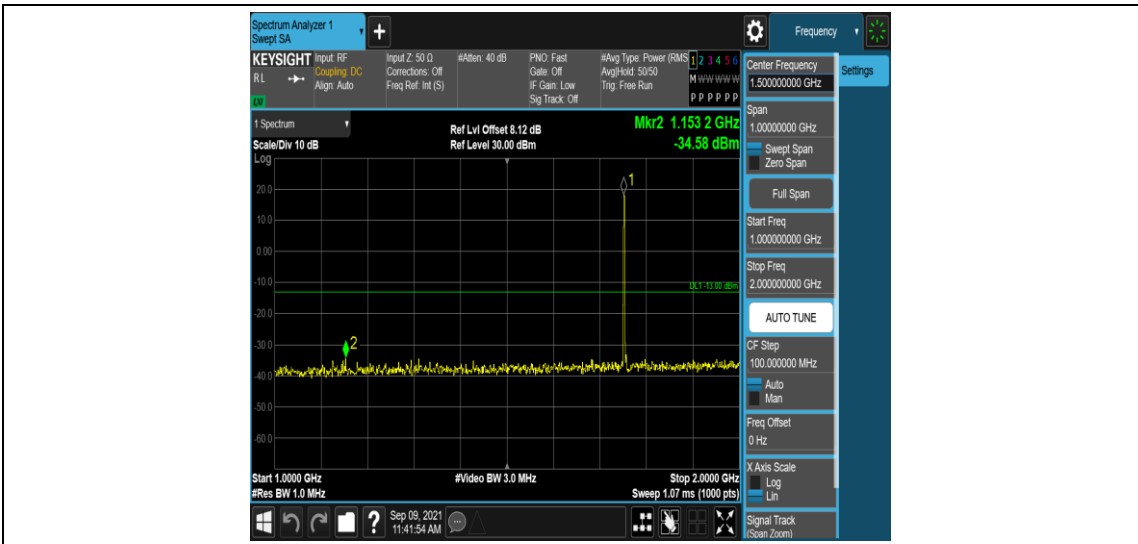 Spectrum Analyzer 1
Swept SA
+
Frequency
KEYSIGHT
RL
Input: RF
Coupling: DC
Align: Auto
Input Z: 50 Ω
Corrections: Off
Freq Ref: Int (S)
#Atten: 40 dB
PNO: Fast
Gate: Off
IF Gain: Low
Sig Track: Off
#Avg Type: Power (RMS
Avg|Hold: 50/50
Trig: Free Run
1 2 3 4 5 6
M W W W W W
P P P P P P
1 Spectrum
Scale/Div 10 dB
Ref Lvl Offset 8.12 dB
Ref Level 30.00 dBm
Mkr2 1.153 2 GHz
-34.58 dBm
Log
20.0
10.0
0.00
-10.0
-20.0
-30.0
-40.0
-50.0
-60.0
1
2
DL1 -13.00 dBm
Start 1.0000 GHz
#Res BW 1.0 MHz
#Video BW 3.0 MHz
Stop 2.0000 GHz
Sweep 1.07 ms (1000 pts)
?
Sep 09, 2021
11:41:54 AM
Center Frequency
1.500000000 GHz
Settings
Span
1.00000000 GHz
Swept Span
Zero Span
Full Span
Start Freq
1.000000000 GHz
Stop Freq
2.000000000 GHz
AUTO TUNE
CF Step
100.000000 MHz
Auto
Man
Freq Offset
0 Hz
X Axis Scale
Log
Lin
Signal Track
(Span Zoom)